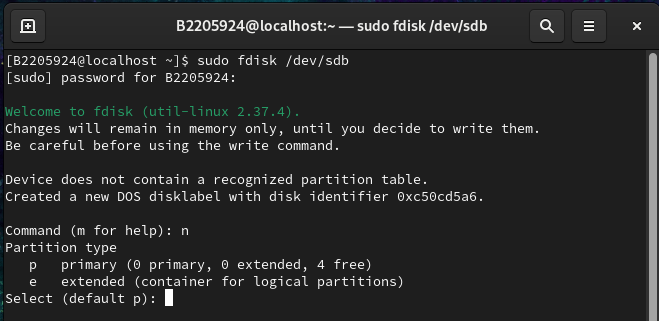 B2205924@localhost:~ — sudo fdisk /dev/sdb
[B2205924@localhost ~]$ sudo fdisk /dev/sdb
[sudo] password for B2205924:
Welcome to fdisk (util-linux 2.37.4).
Changes will remain in memory only, until you decide to write them.
Be careful before using the write command.
Device does not contain a recognized partition table.
Created a new DOS disklabel with disk identifier 0xc50cd5a6.
Command (m for help): n
Partition type
   p   primary (0 primary, 0 extended, 4 free)
   e   extended (container for logical partitions)
Select (default p):